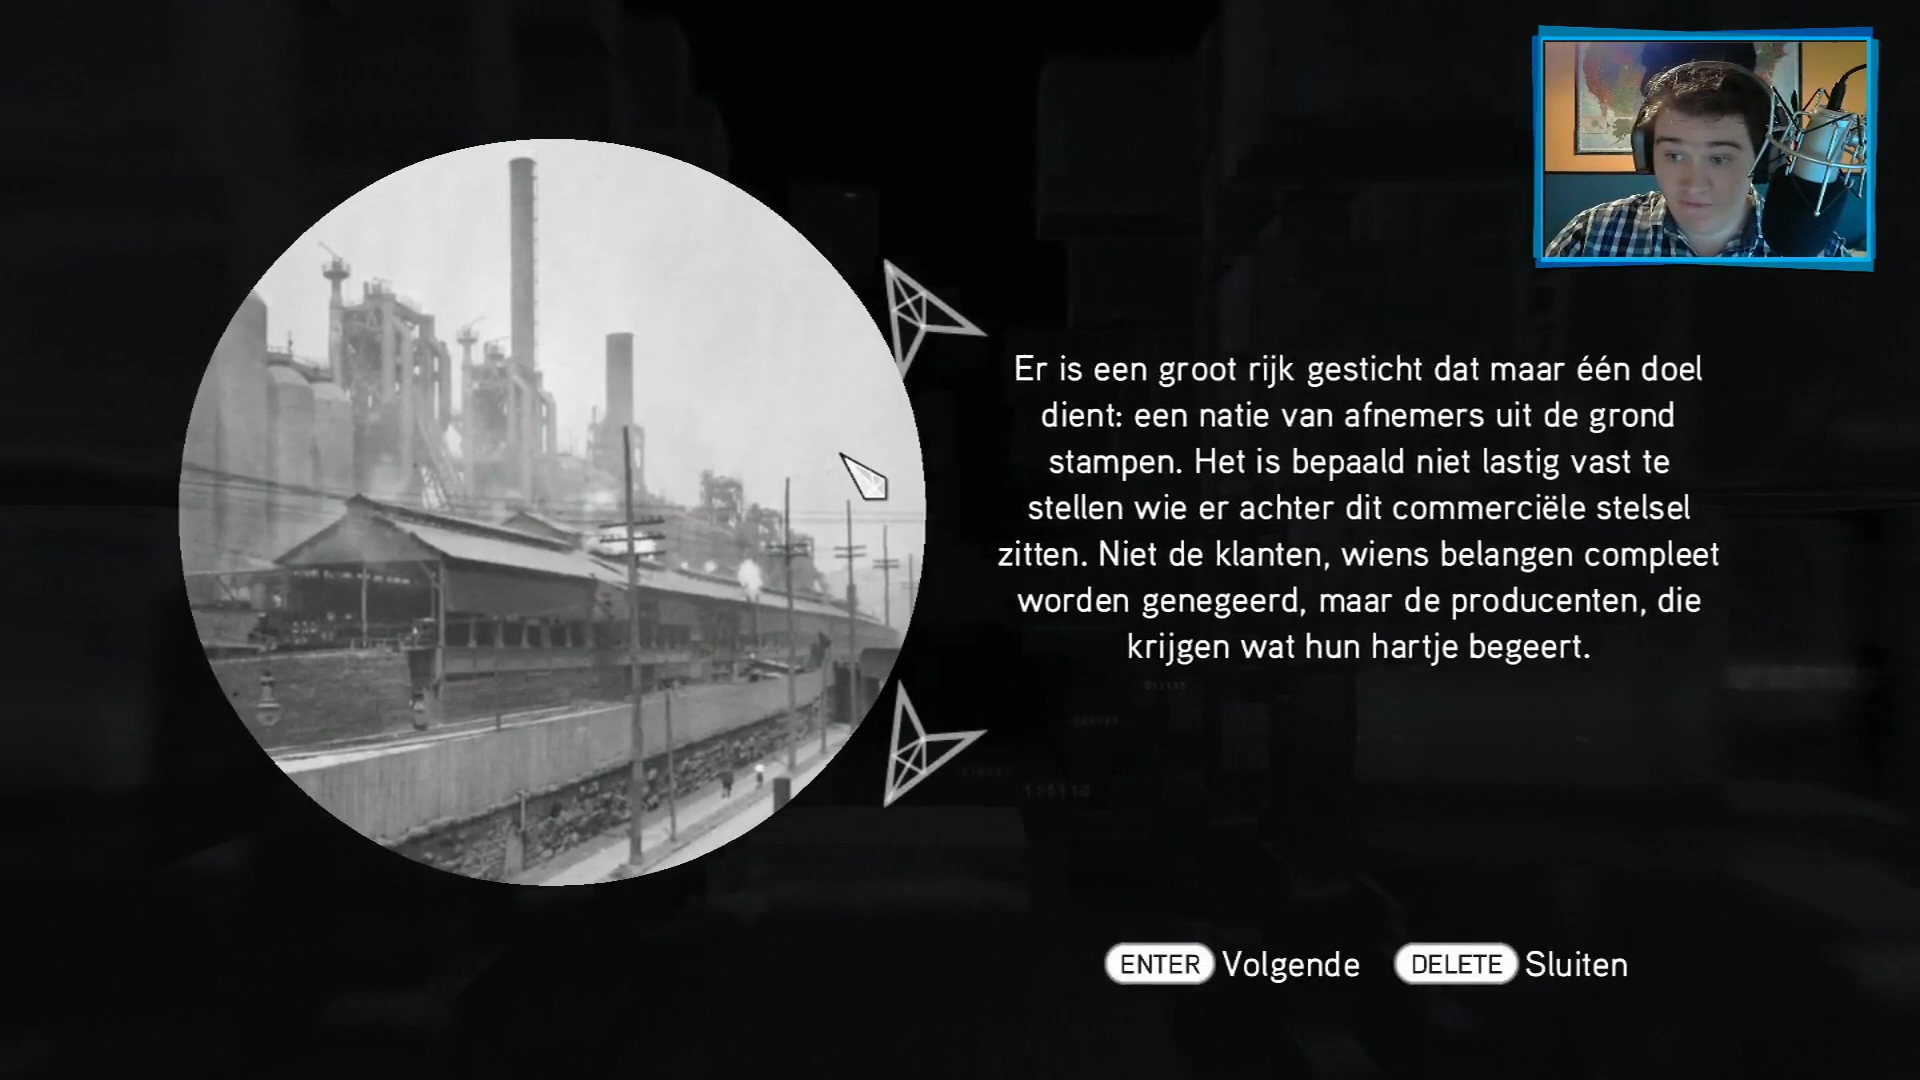 Er is een groot rijk gesticht dat maar één doel
dient: een natie van afnemers uit de grond
stampen. Het is bepaald niet lastig vast te
stellen wie er achter dit commerciële stelsel
zitten. Niet de klanten, wiens belangen compleet
worden genegeerd, maar de producenten, die
krijgen wat hun hartje begeert.
ENTER Volgende DELETE Sluiten